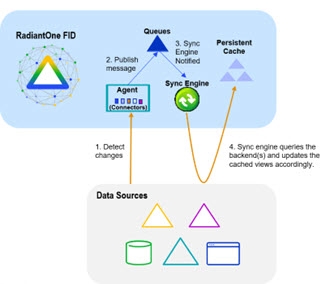 RadiantOne FID
Queues
Persistent
Cache
2. Publish
message
3. Sync
Engine
Notified
Agent
(Connectors)
Sync Engine
1. Detect
changes
4. Sync engine queries the
backend(s) and updates the
cached views accordingly.
Data Sources